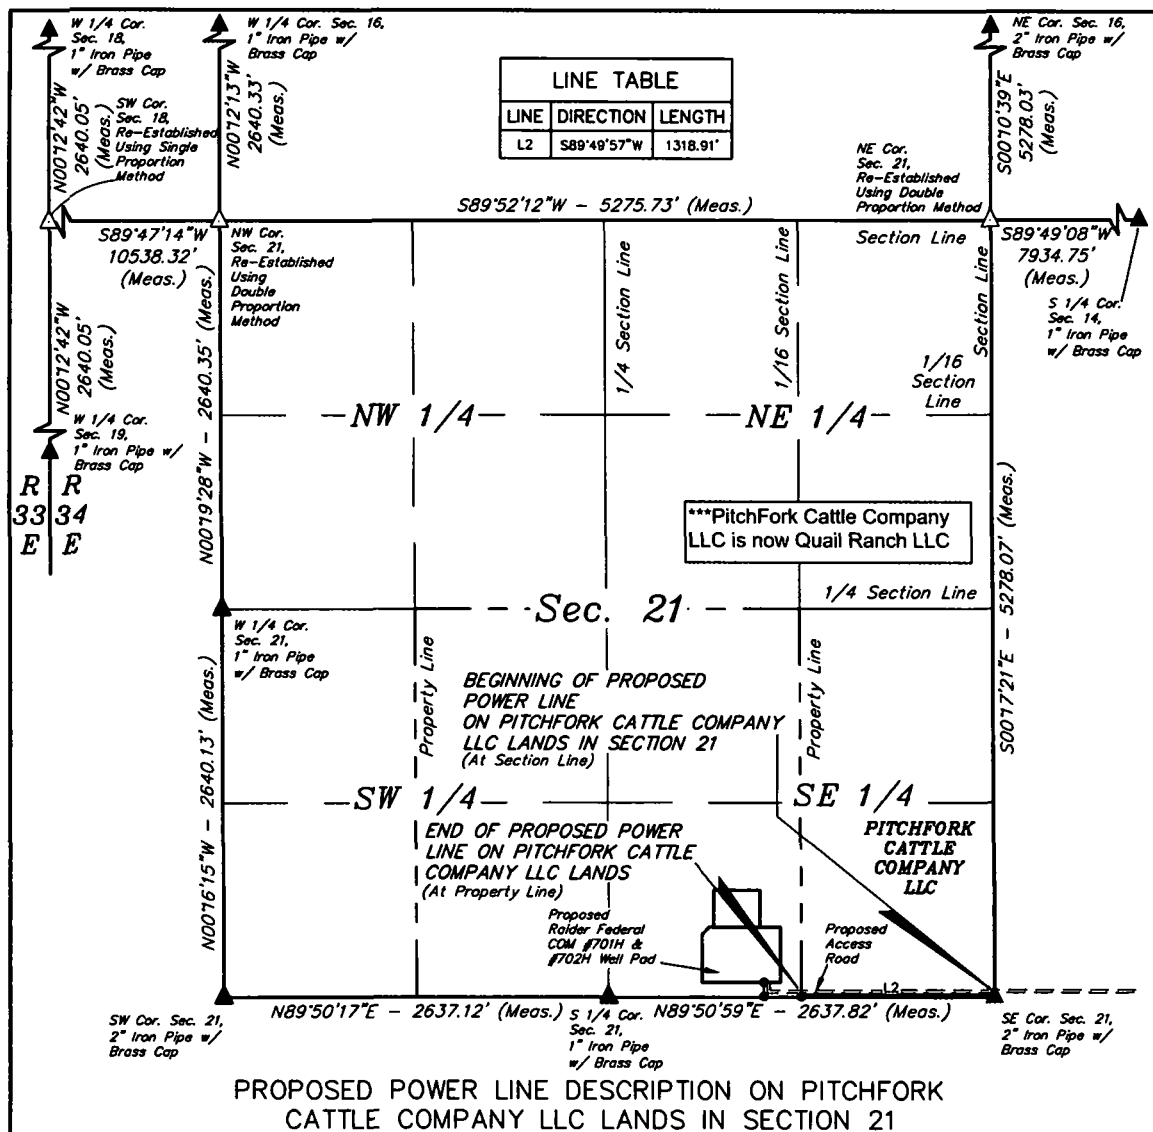 W 1/4 Cor.
Sec. 18,
1" Iron Pipe
w/ Brass Cap
W 1/4 Cor. Sec. 16,
1" Iron Pipe w/
Brass Cap
NE Cor. Sec. 16,
2" Iron Pipe w/
Brass Cap
LINE TABLE
LINE DIRECTION LENGTH
L2 S89°49'57"W 1318.91'
N00°12'42"W
2640.05'
(Meas.)
SW Cor.
Sec. 18,
Re-Established
Using Single
Proportion
Method
N00°12'13"W
2640.33'
(Meas.)
S00°10'39"E
5278.03'
(Meas.)
NE Cor.
Sec. 21,
Re-Established
Using Double
Proportion Method
S89°52'12"W - 5275.73' (Meas.)
S89°47'14"W
10538.32'
(Meas.)
NW Cor.
Sec. 21,
Re-Established
Using
Double
Proportion
Method
Section Line
S89°49'08"W
7934.75'
(Meas.)
S 1/4 Cor.
Sec. 14,
1" Iron Pipe
w/ Brass Cap
N00°12'42"W
2640.05'
(Meas.)
N00°19'28"W - 2640.35' (Meas.)
1/4 Section Line
1/16 Section Line
Section Line
1/16
Section
Line
W 1/4 Cor.
Sec. 19,
1" Iron Pipe w/
Brass Cap
NW 1/4
NE 1/4
R R
33 34
E E
***PitchFork Cattle Company
LLC is now Quail Ranch LLC
S00°17'21"E - 5278.07' (Meas.)
1/4 Section Line
Sec. 21
W 1/4 Cor.
Sec. 21,
1" Iron Pipe
w/ Brass Cap
Property Line
Property Line
BEGINNING OF PROPOSED
POWER LINE
ON PITCHFORK CATTLE COMPANY
LLC LANDS IN SECTION 21
(At Section Line)
N00°16'15"W - 2640.13' (Meas.)
SW 1/4
SE 1/4
END OF PROPOSED POWER
LINE ON PITCHFORK CATTLE
COMPANY LLC LANDS
(At Property Line)
PITCHFORK
CATTLE
COMPANY
LLC
Proposed
Raider Federal
COM #701H &
#702H Well Pad
Proposed
Access
Road
L2
N89°50'17"E - 2637.12' (Meas.)
N89°50'59"E - 2637.82' (Meas.)
SW Cor. Sec. 21,
2" Iron Pipe w/
Brass Cap
S 1/4 Cor.
Sec. 21,
1" Iron Pipe
w/ Brass Cap
SE Cor. Sec. 21,
2" Iron Pipe w/
Brass Cap
PROPOSED POWER LINE DESCRIPTION ON PITCHFORK
CATTLE COMPANY LLC LANDS IN SECTION 21